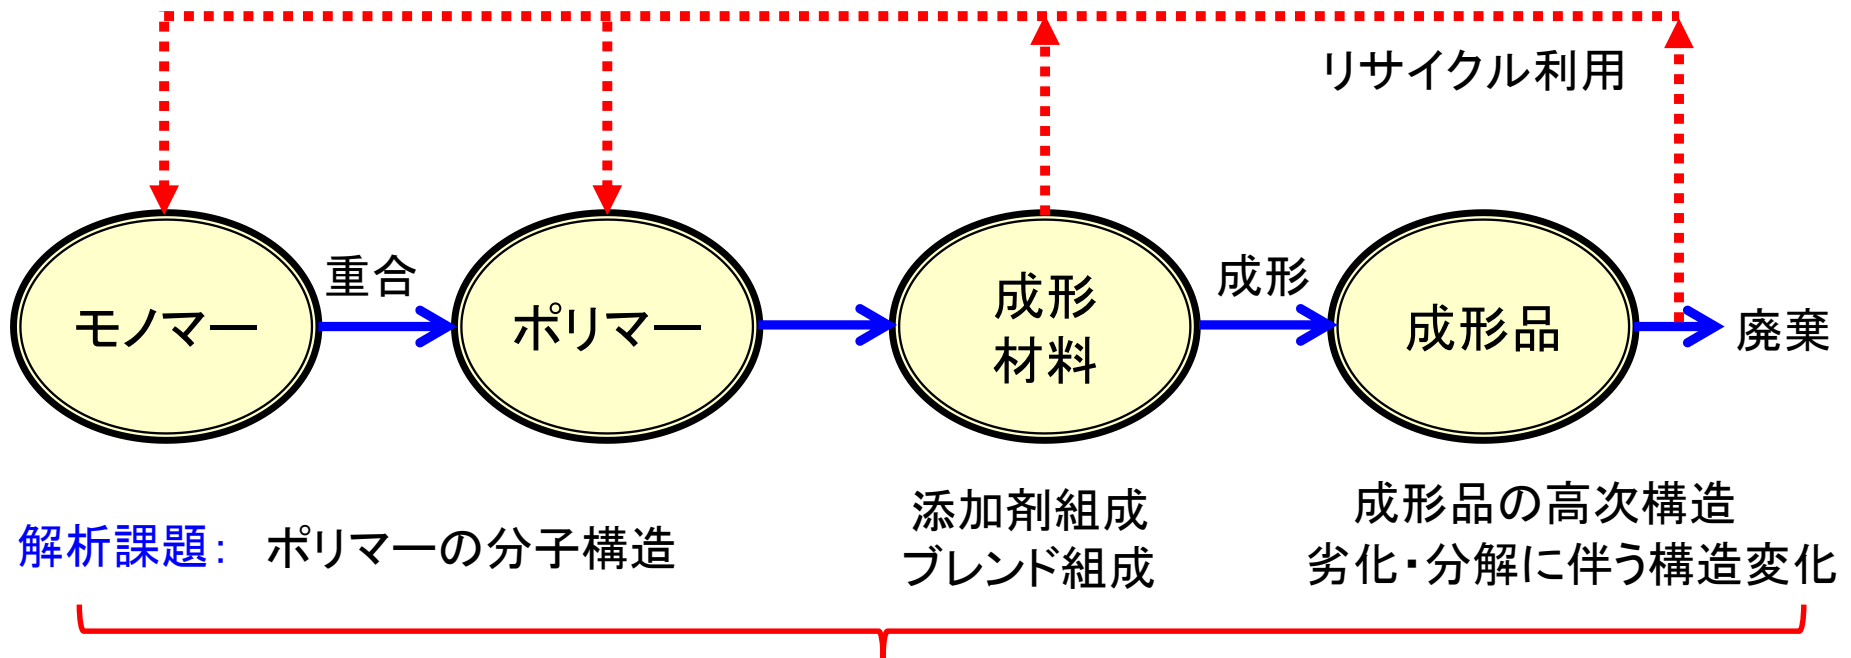 リサイクル利用
モノマー
重合
ポリマー
成形
材料
成形
成形品
廃棄
解析課題:
ポリマーの分子構造
添加剤組成
ブレンド組成
成形品の高次構造
劣化・分解に伴う構造変化